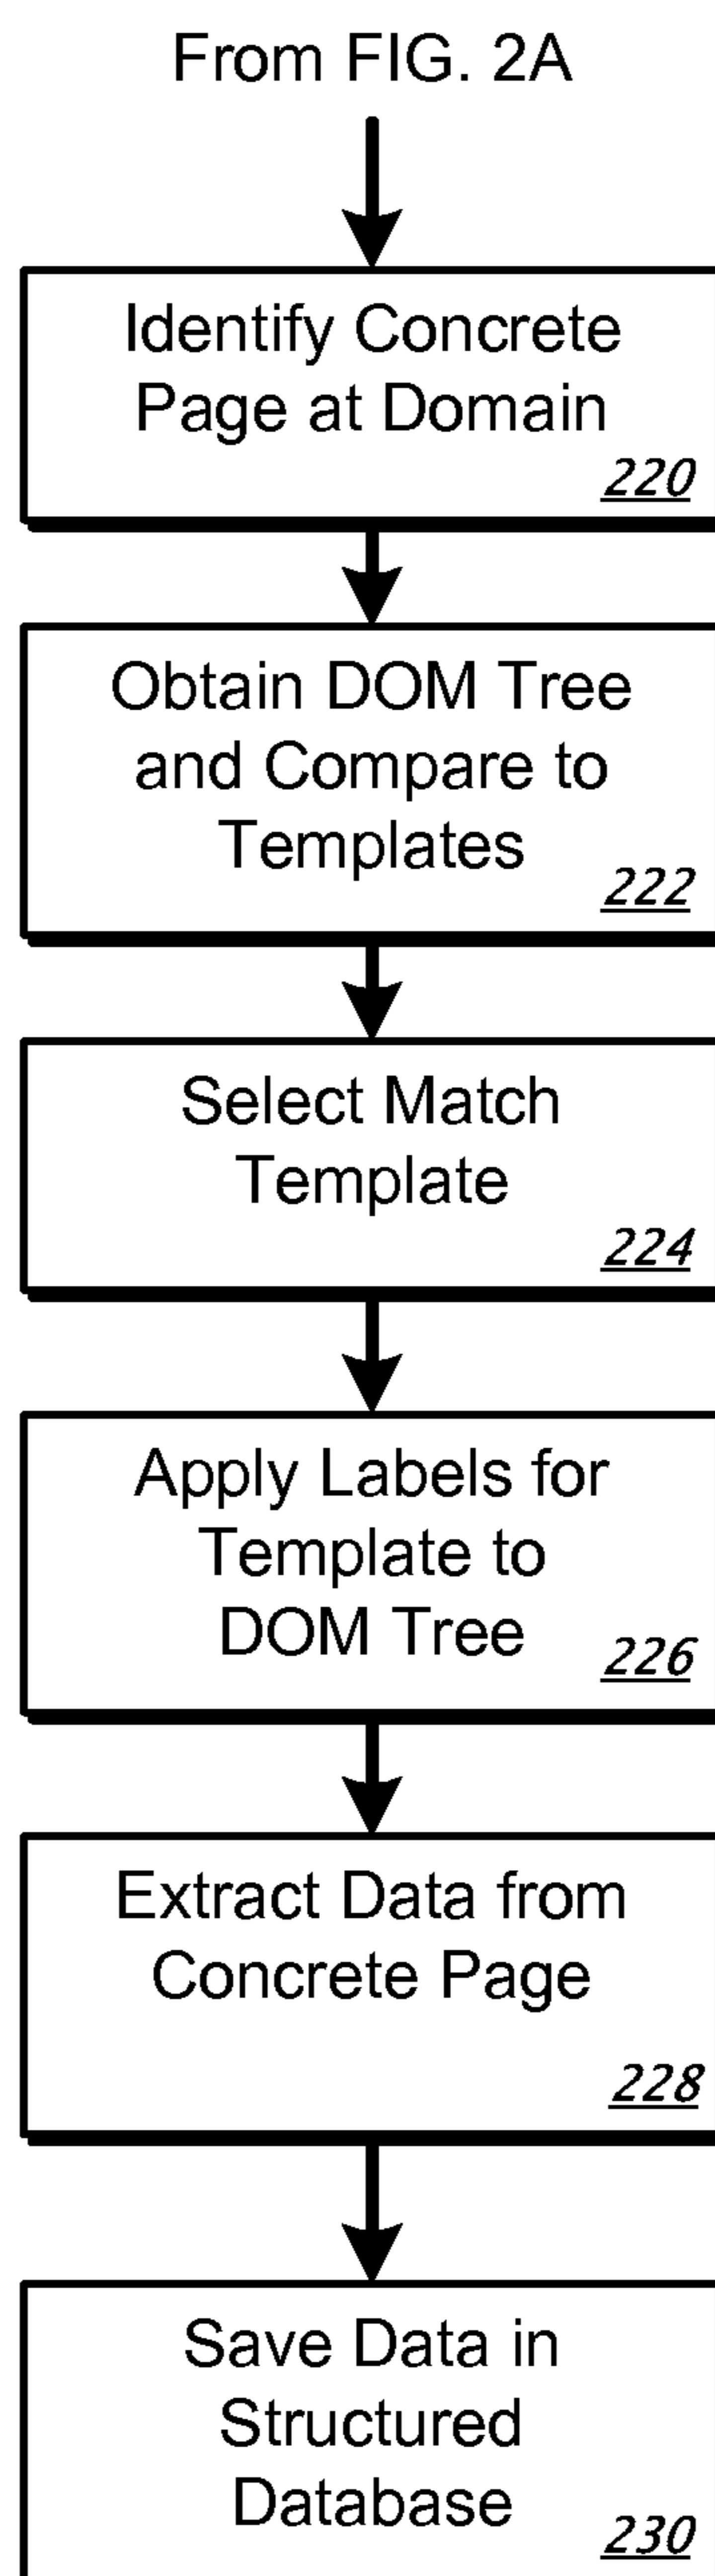 From FIG. 2A
Identify Concrete
Page at Domain
220
Obtain DOM Tree
and Compare to
Templates
222
Select Match
Template
224
Apply Labels for
Template to
DOM Tree
226
Extract Data from
Concrete Page
228
Save Data in
Structured
Database
230